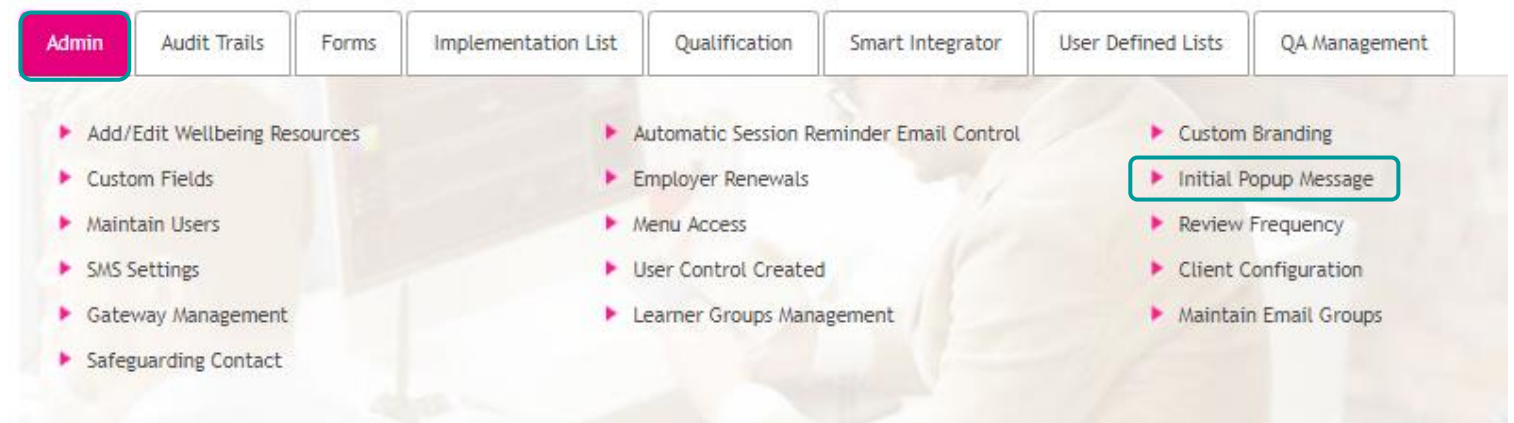 Admin
Audit Trails
Forms
Implementation List
Qualification
Smart Integrator
User Defined Lists
QA Management
Add/Edit Wellbeing Resources
Automatic Session Reminder Email Control
Custom Branding
Custom Fields
Employer Renewals
Initial Popup Message
Maintain Users
Menu Access
Review Frequency
SMS Settings
User Control Created
Client Configuration
Gateway Management
Learner Groups Management
Maintain Email Groups
Safeguarding Contact